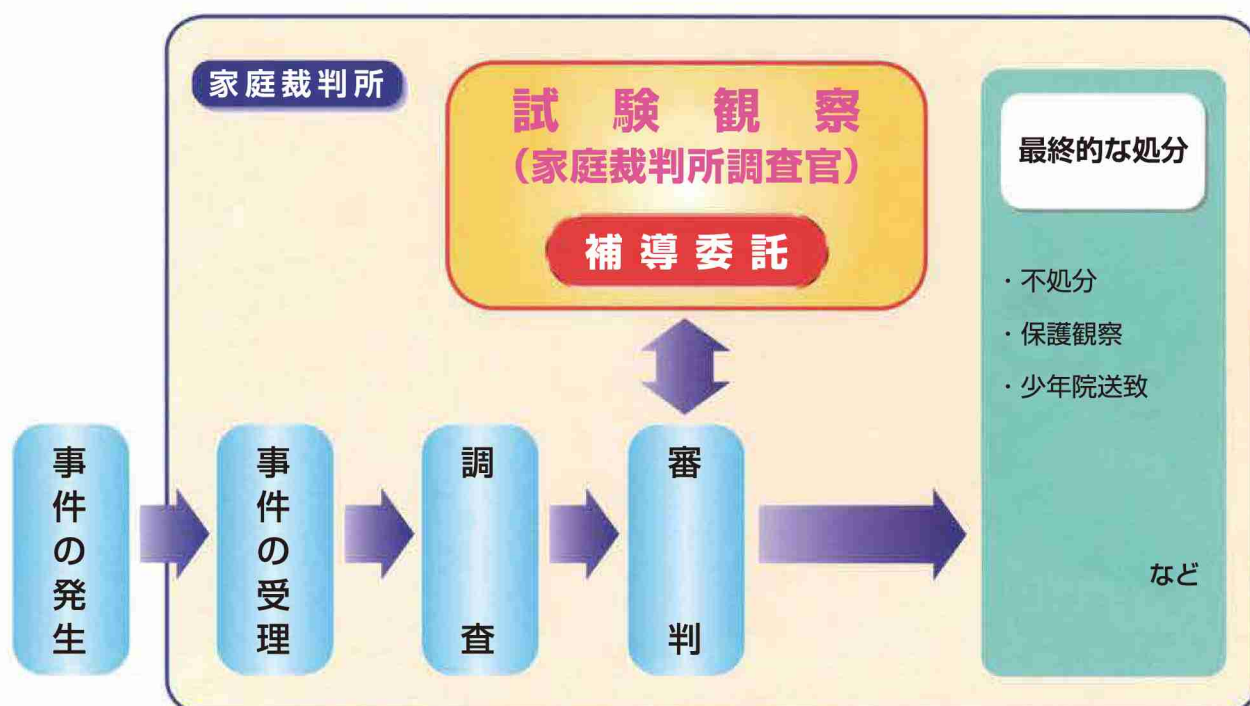 家庭裁判所
試験観察
（家庭裁判所調査官）
補導委託
最終的な処分
・不処分
・保護観察
・少年院送致
など
事件の発生
事件の受理
調査
審判